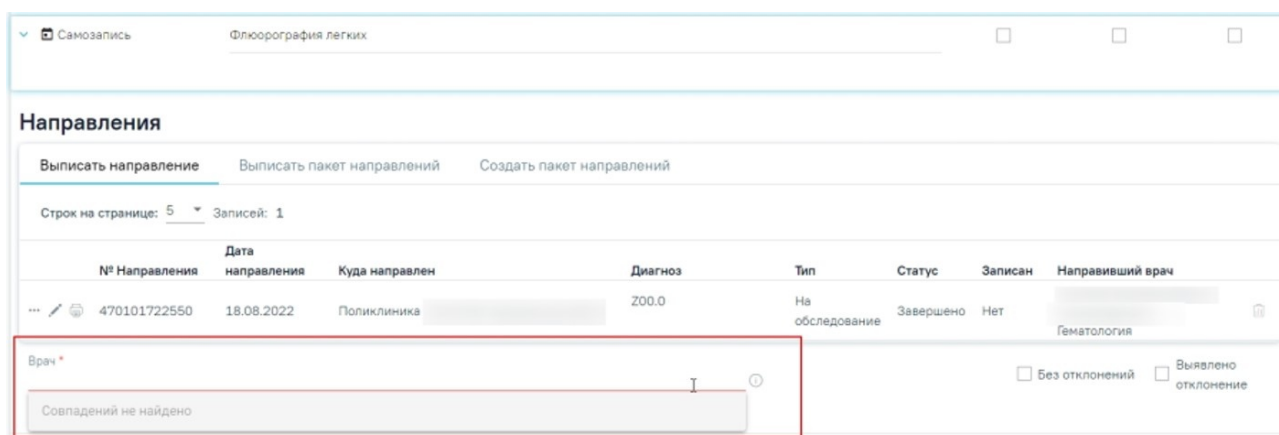 Самозапись Флюорография легких
Направления
Выписать направление Выписать пакет направлений Создать пакет направлений
Строк на странице: 5 Записей: 1
№ Направления Дата направления Куда направлен Диагноз Тип Статус Записан Направивший врач
470101722550 18.08.2022 Поликлиника Z00.0 На обследование Завершено Нет
Гематология
Врач *
Без отклонений Выявлено отклонение
Совпадений не найдено